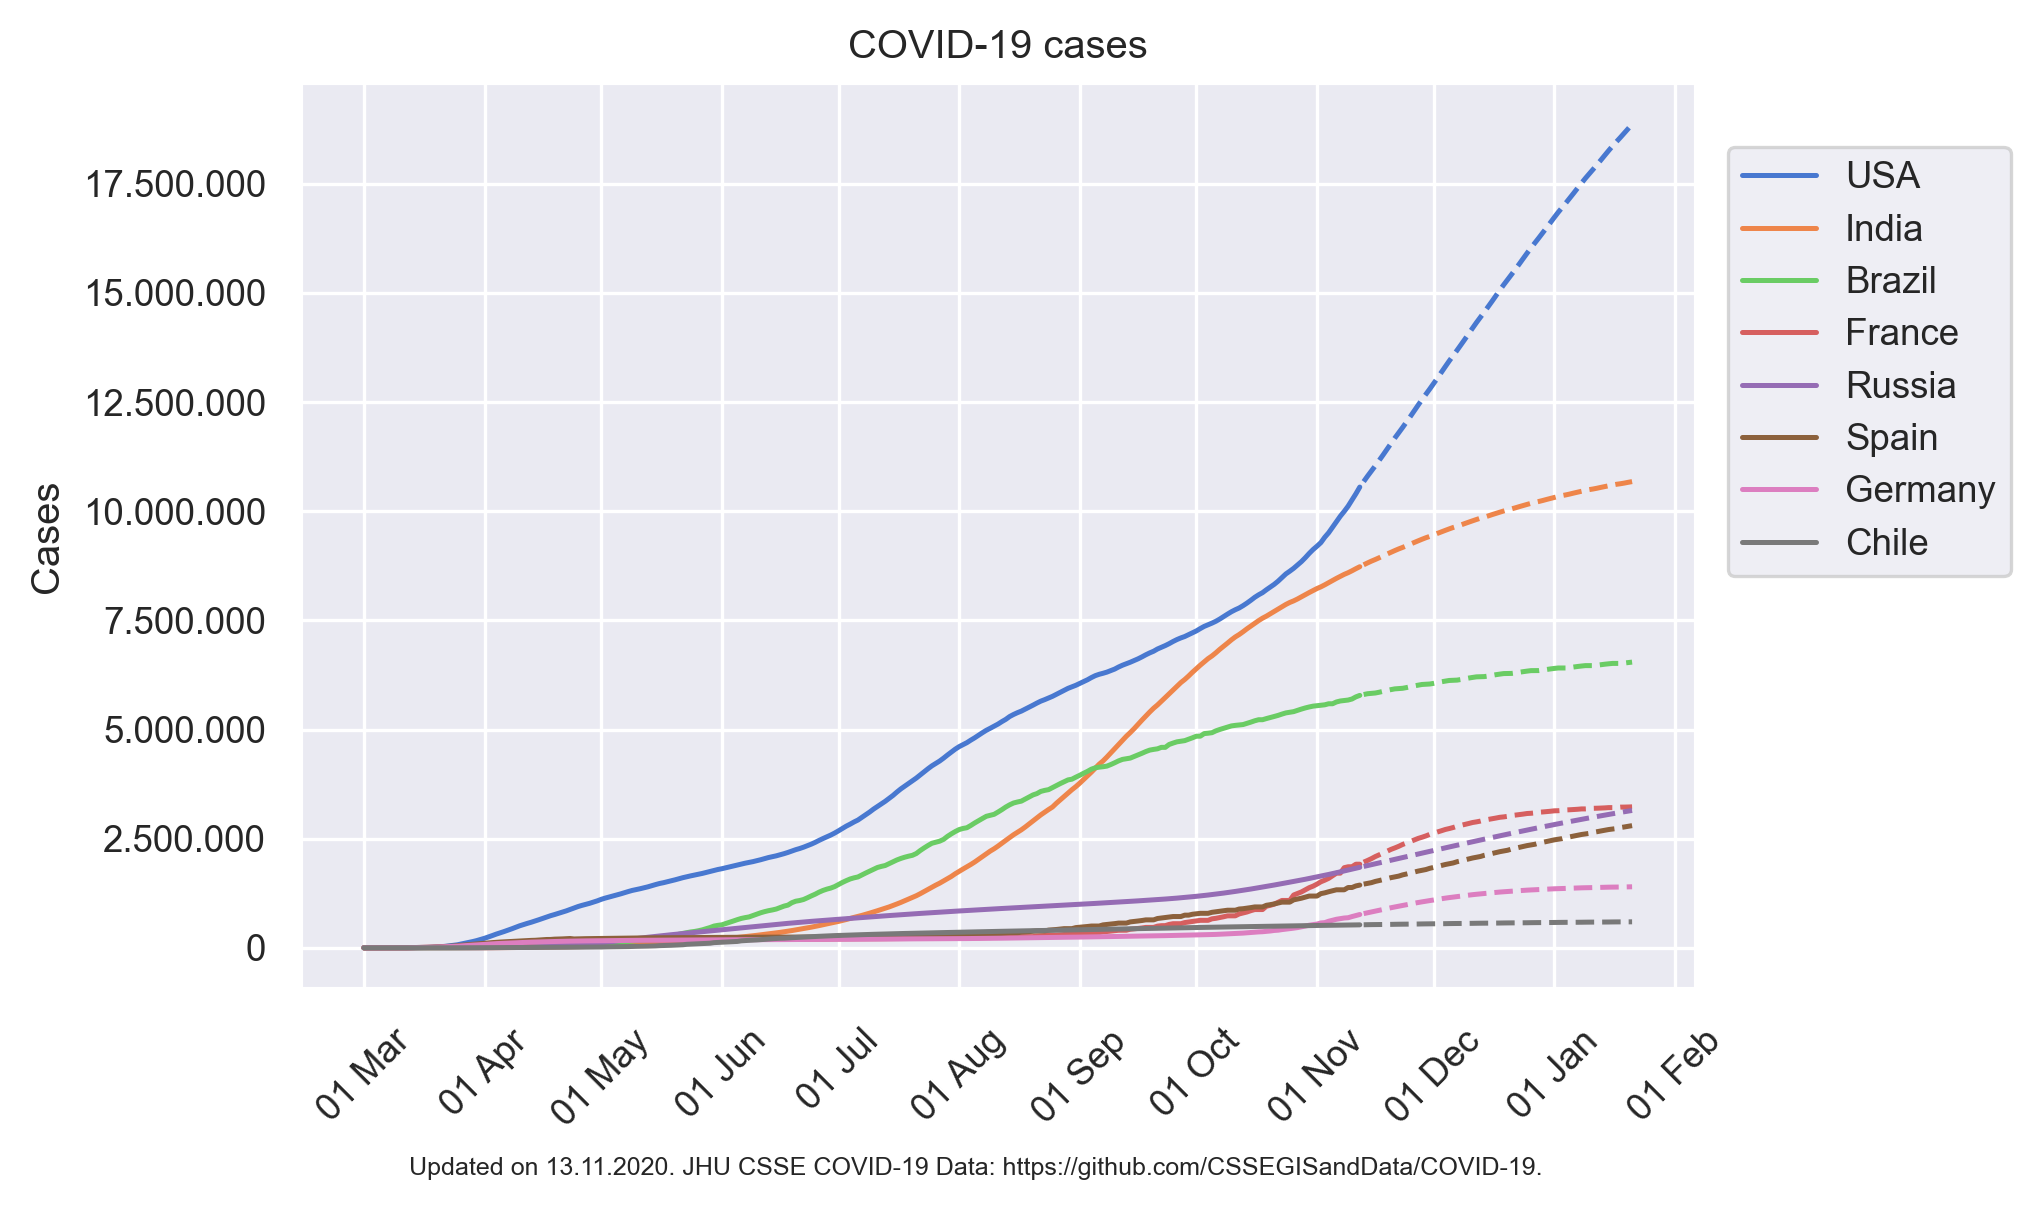 COVID-19 cases
Cases
17.500.000
15.000.000
12.500.000
10.000.000
7.500.000
5.000.000
2.500.000
0
01 Mar
01 Apr
01 May
01 Jun
01 Jul
01 Aug
01 Sep
01 Oct
01 Nov
01 Dec
01 Jan
01 Feb
USA
India
Brazil
France
Russia
Spain
Germany
Chile
Updated on 13.11.2020. JHU CSSE COVID-19 Data: https://github.com/CSSEGISandData/COVID-19.